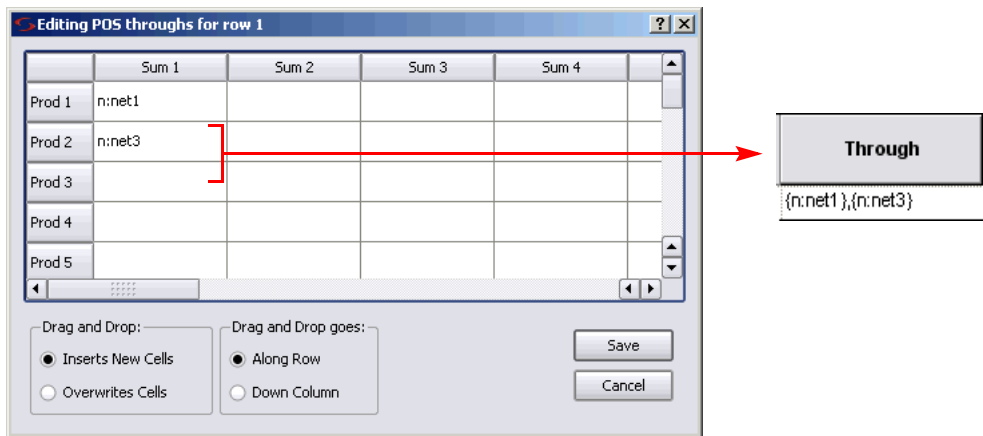 Editing POS throughs for row 1
Sum 1 Sum 2 Sum 3 Sum 4
Prod 1 n:net1
Prod 2 n:net3
Prod 3
Prod 4
Prod 5
Drag and Drop:
Inserts New Cells
Overwrites Cells
Drag and Drop goes:
Along Row
Down Column
Save
Cancel
Through
{n:net1},{n:net3}